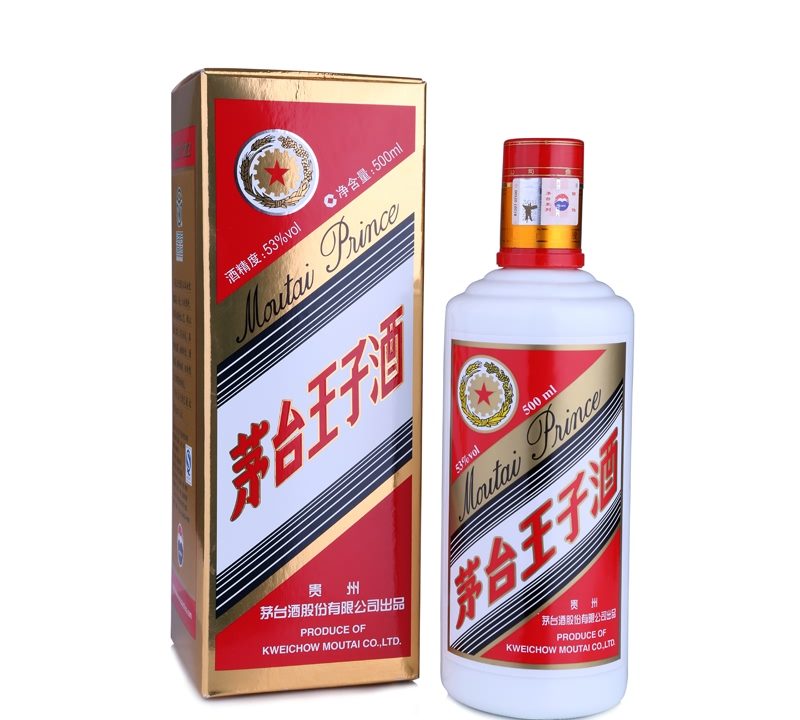 净含量:500ml
酒精度:53%vol
Moutai Prince
茅台王子酒
贵 州
茅台酒股份有限公司出品
PRODUCE OF
KWEICHOW MOUTAI CO.,LTD.
500 ml
53%vol
Moutai Prince
茅台王子酒
贵 州
茅台酒股份有限公司出品
PRODUCE OF
KWEICHOW MOUTAI CO.,LTD.